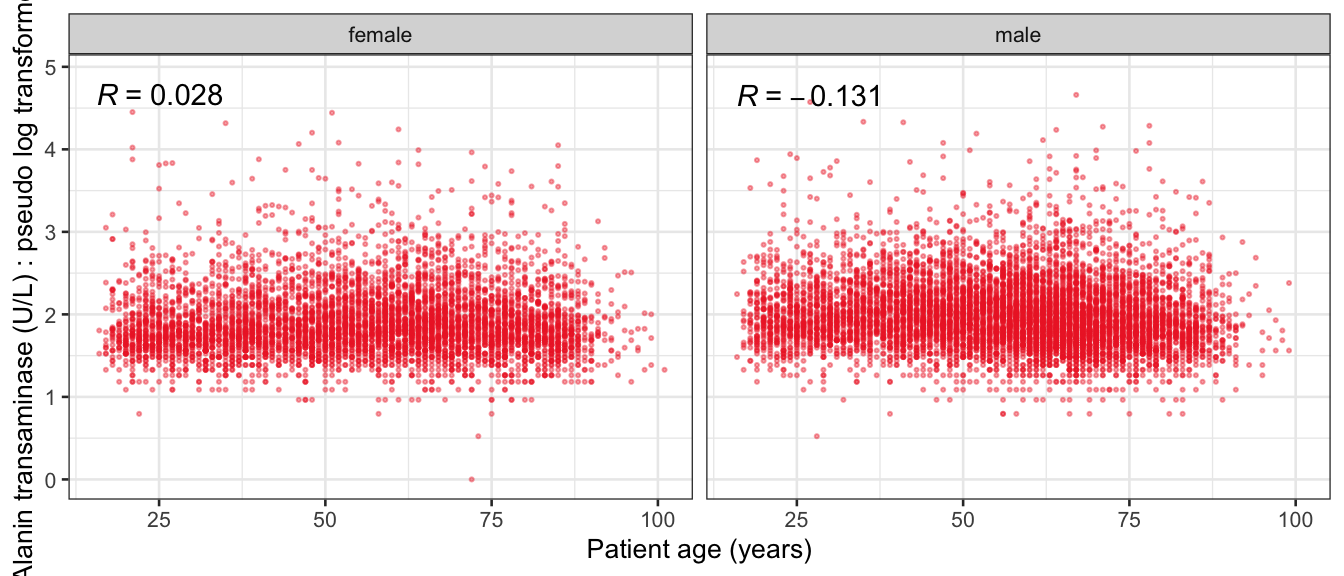 female
male
R = 0.028
R = −0.131
5
4
3
2
1
0
25
50
75
100
25
50
75
100
Patient age (years)
Alanin transaminase (U/L) : pseudo log transforme